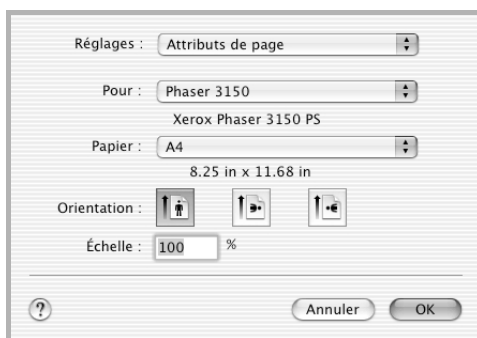 Réglages : Attributs de page
Pour : Phaser 3150
Xerox Phaser 3150 PS
Papier : A4
8.25 in x 11.68 in
Orientation :
Échelle : 100 %
? Annuler OK